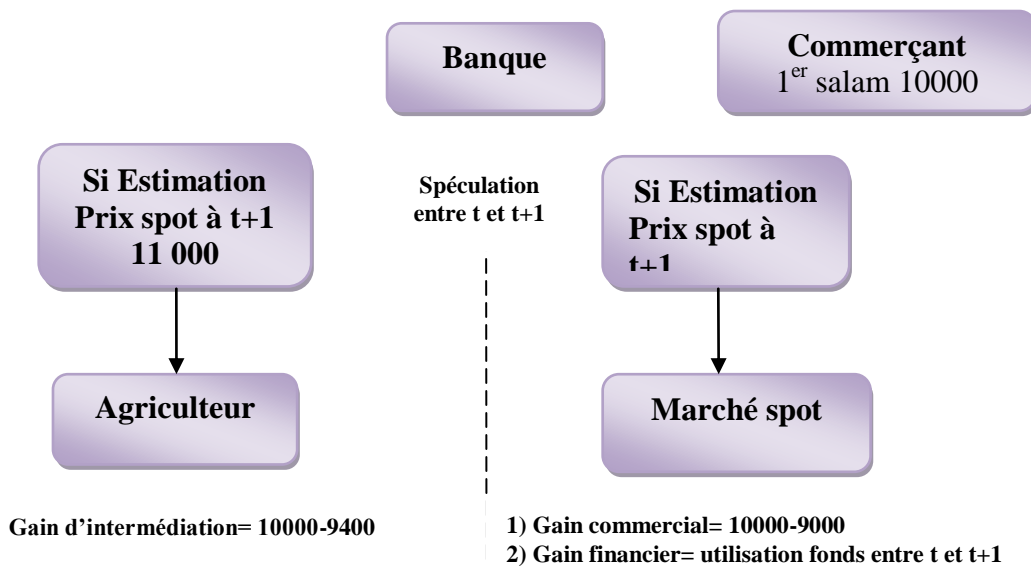 Banque
Commerçant
1er salam 10000
Si Estimation
Prix spot à t+1
11 000
Spéculation
entre t et t+1
Si Estimation
Prix spot à
t+1
Agriculteur
Marché spot
Gain d’intermédiation= 10000-9400
1) Gain commercial= 10000-9000
2) Gain financier= utilisation fonds entre t et t+1